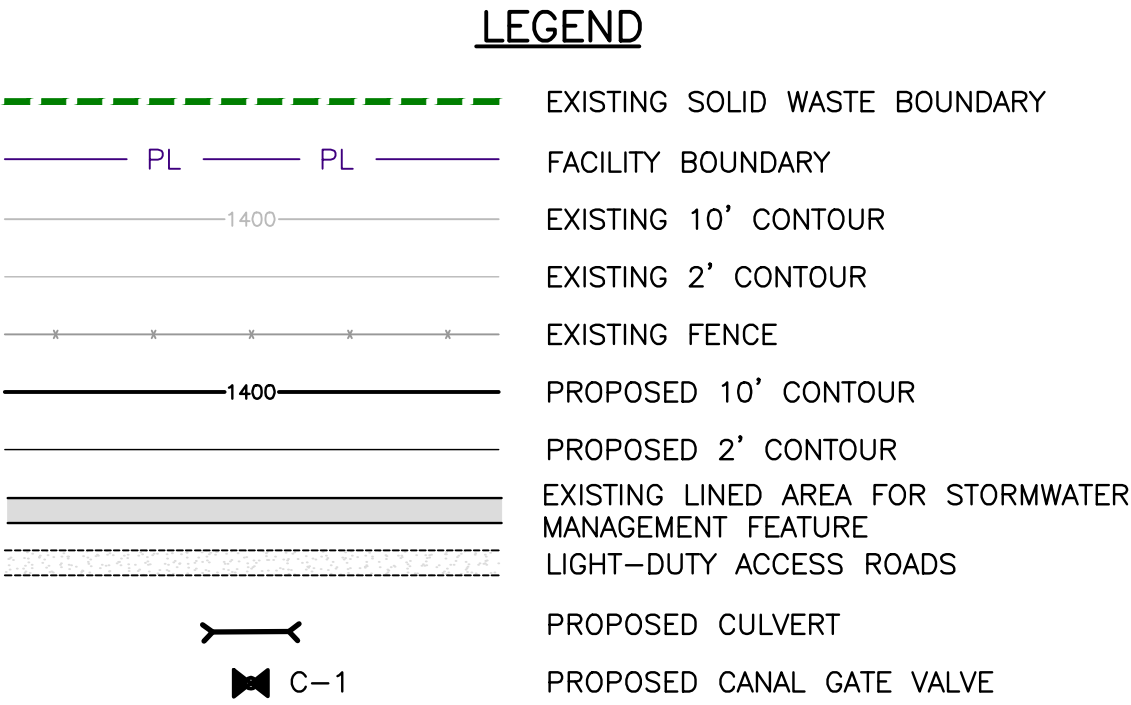 LEGEND
EXISTING SOLID WASTE BOUNDARY
PL PL FACILITY BOUNDARY
1400 EXISTING 10' CONTOUR
EXISTING 2' CONTOUR
EXISTING FENCE
1400 PROPOSED 10' CONTOUR
PROPOSED 2' CONTOUR
EXISTING LINED AREA FOR STORMWATER
MANAGEMENT FEATURE
LIGHT-DUTY ACCESS ROADS
PROPOSED CULVERT
C-1 PROPOSED CANAL GATE VALVE